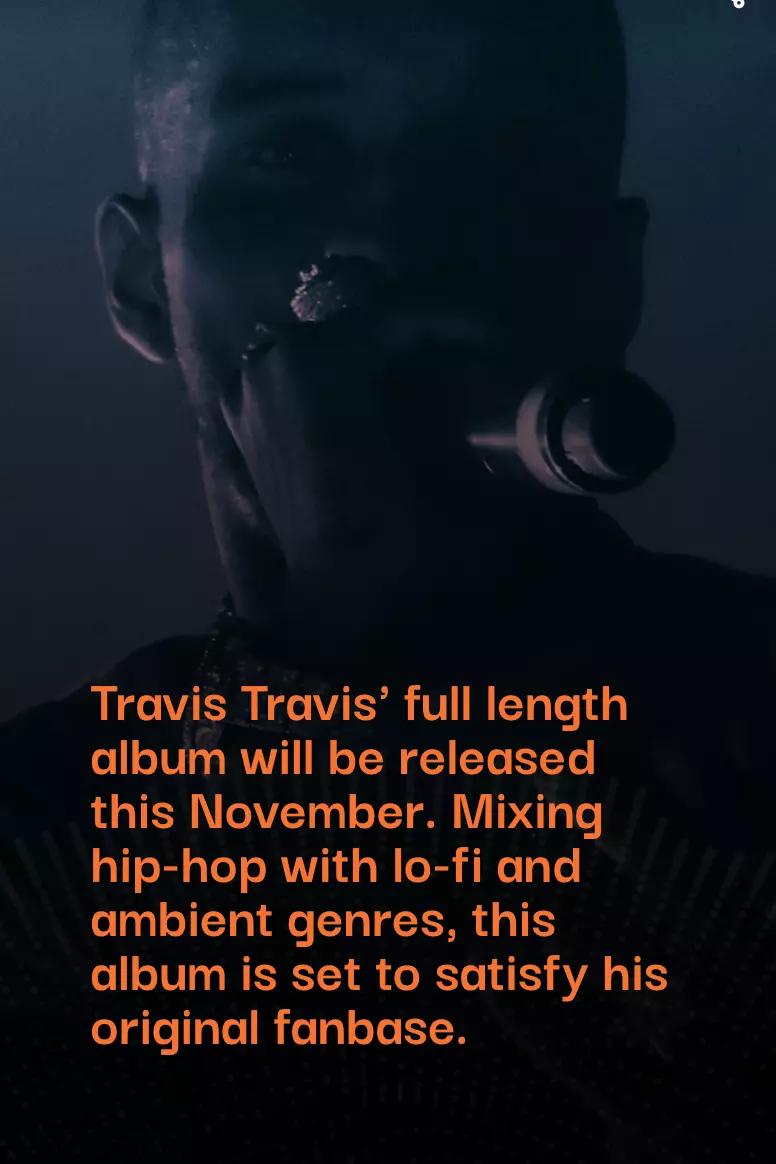 Travis Travis’ full length
album will be released
this November. Mixing
hip-hop with lo-fi and
ambient genres, this
album is set to satisfy his
original fanbase.